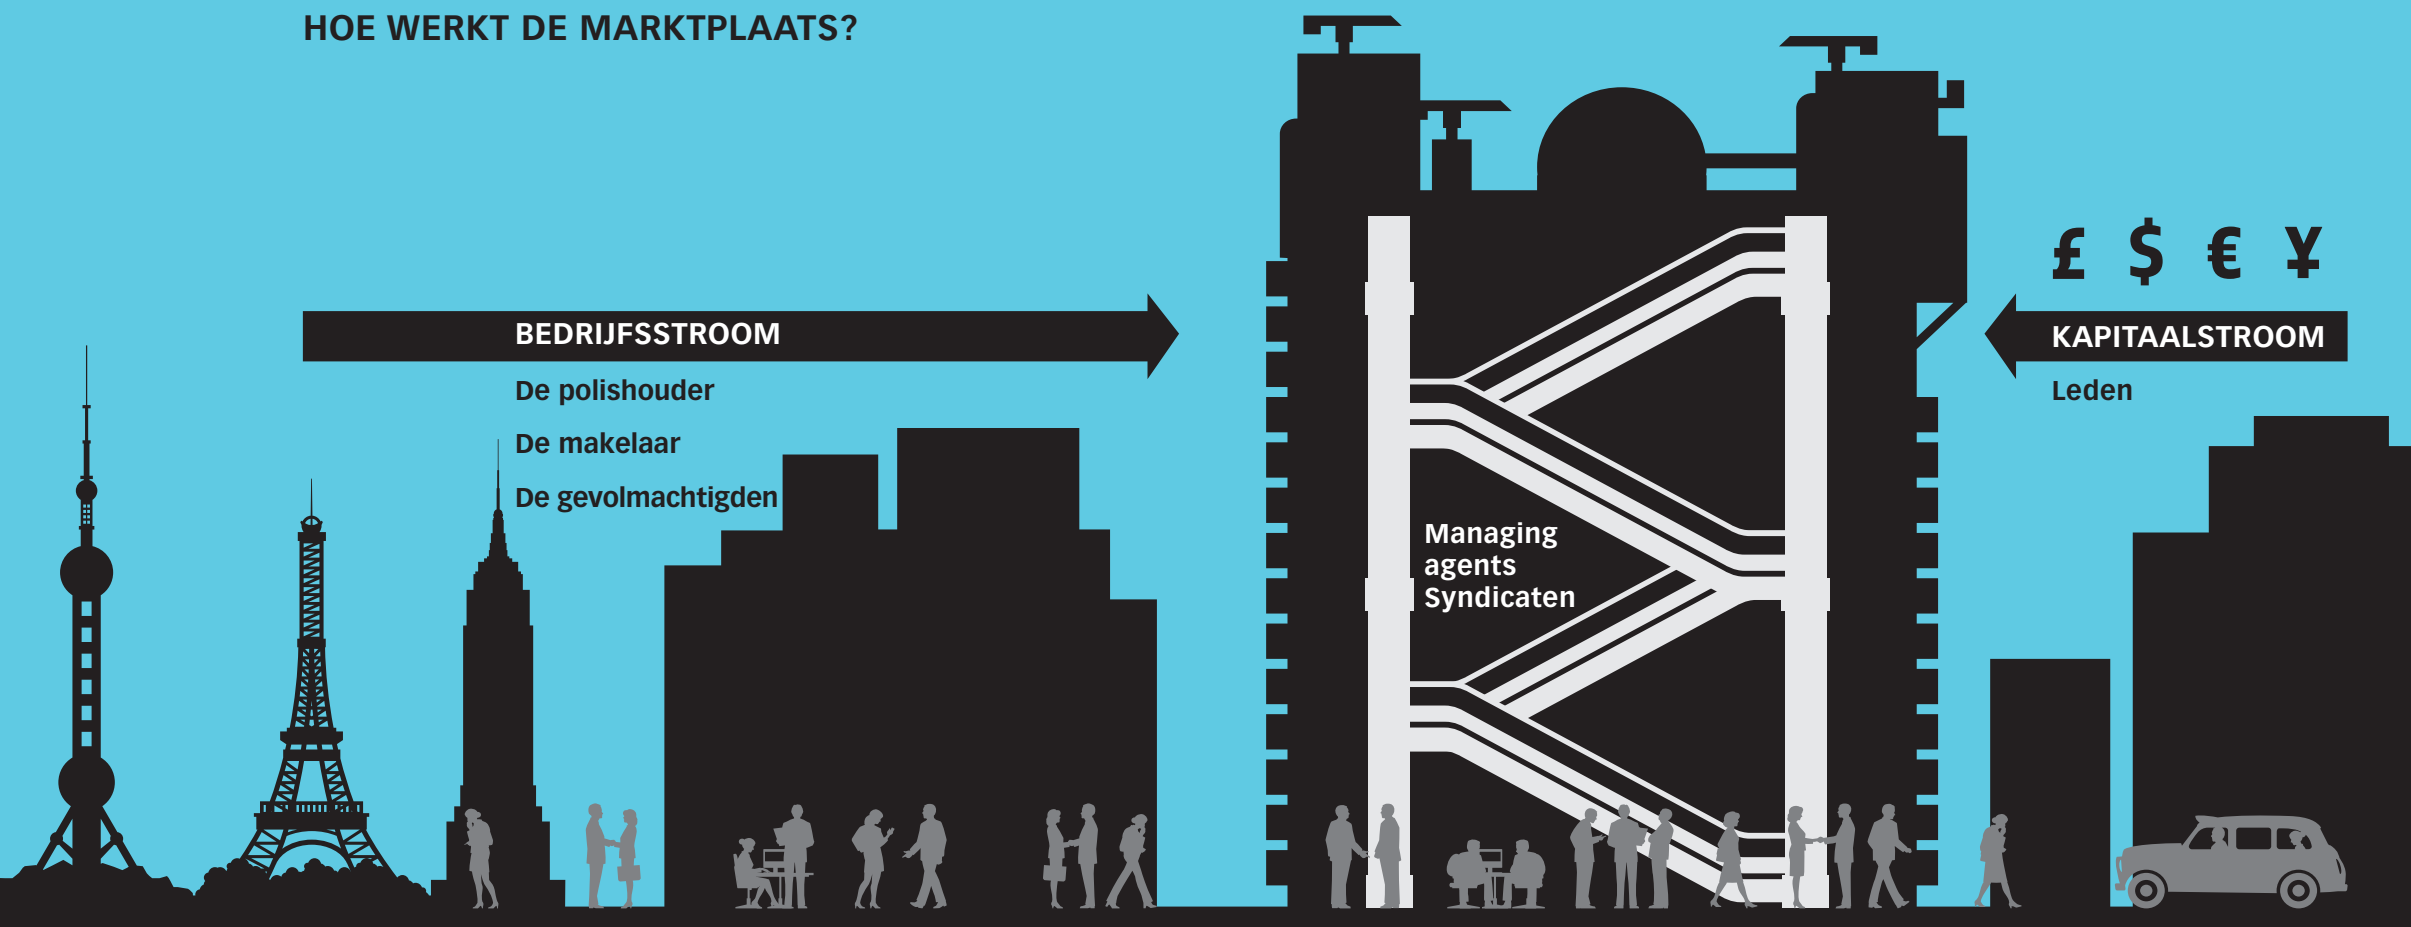 HOE WERKT DE MARKTPLAATS?
BEDRIJFSSTROOM
De polishouder
De makelaar
De gevolmachtigden
Managing
agents
Syndicaten
£ $ € ¥
KAPITAALSTROOM
Leden